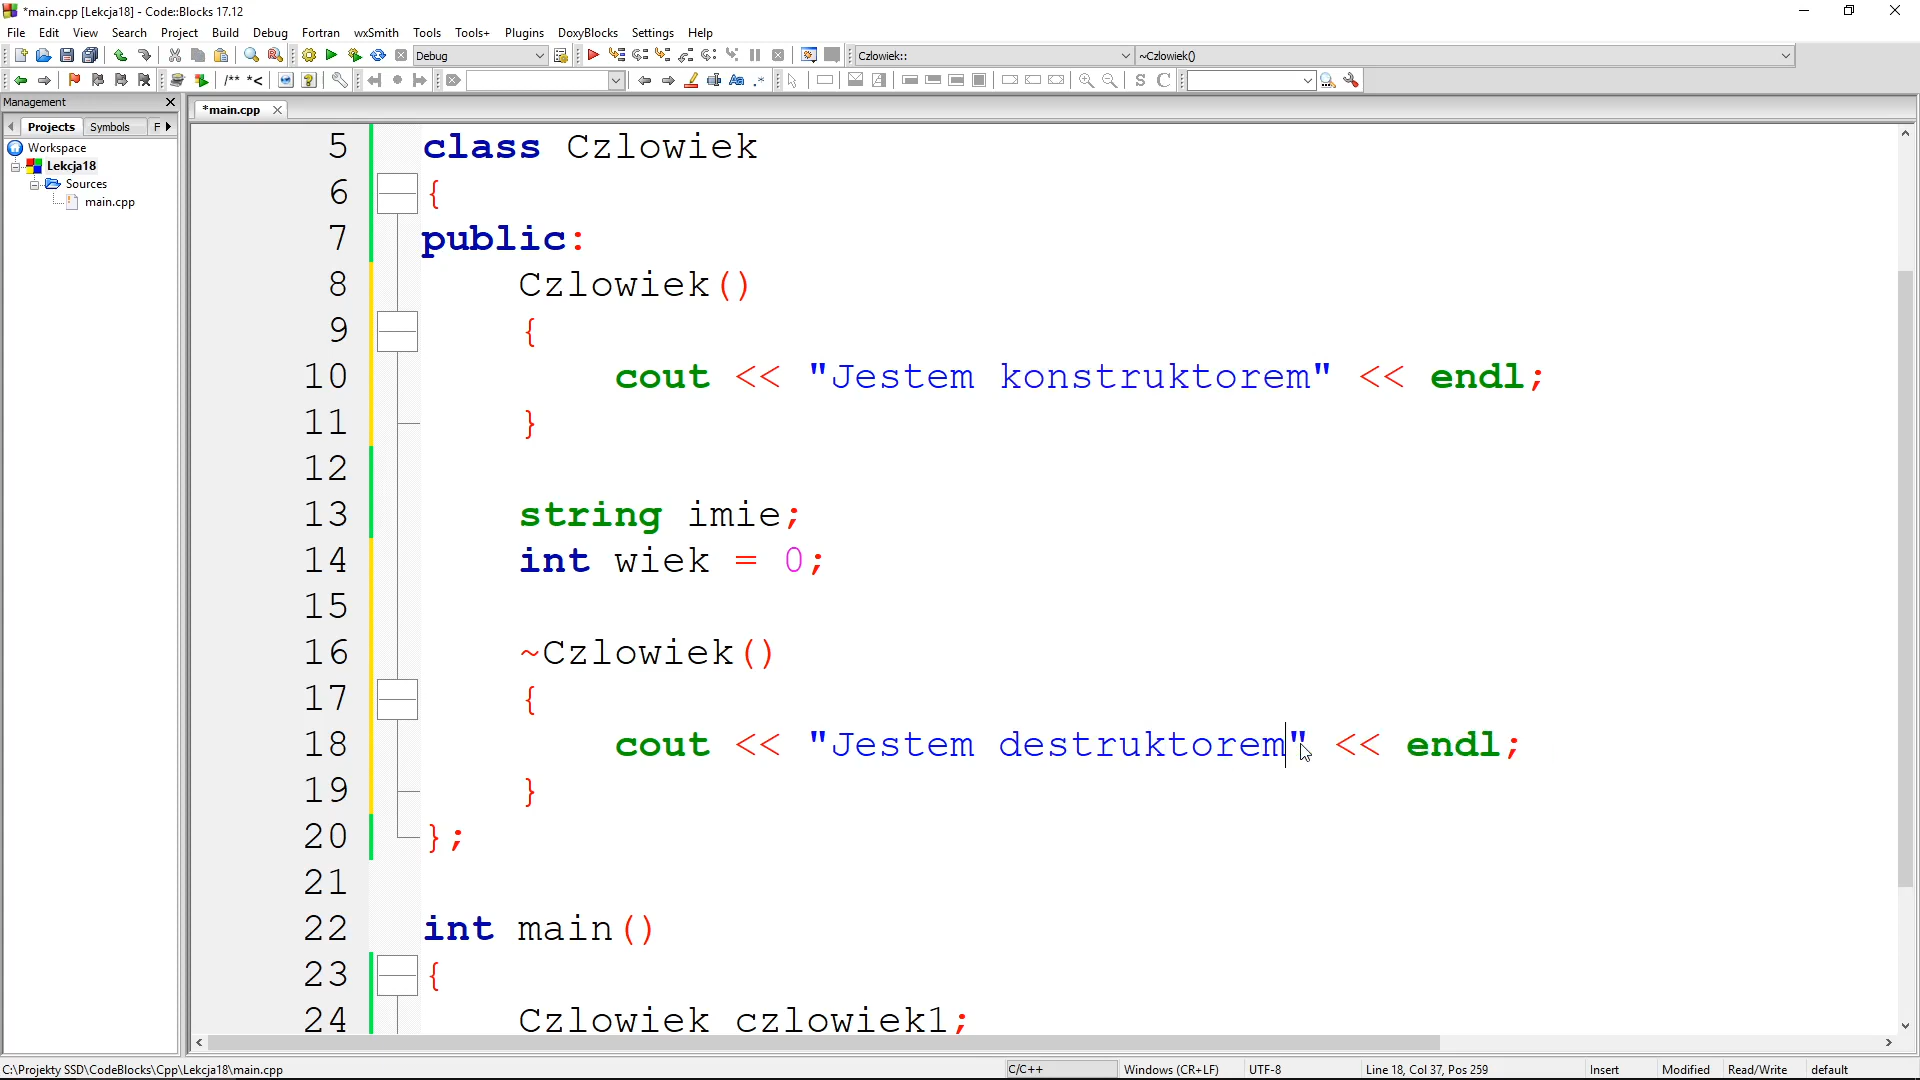 *main.cpp [Lekcja18] - Code::Blocks 17.12
File Edit View Search Project Build Debug Fortran wxSmith Tools Tools+ Plugins DoxyBlocks Settings Help
Debug Czlowiek:: ~Czlowiek()
/** *< Aa .* S C
Management
Projects Symbols F
*main.cpp
Workspace
Lekcja18
Sources
main.cpp
5 class Czlowiek
6 {
7 public:
8 Czlowiek()
9 {
10 cout << "Jestem konstruktorem" << endl;
11 }
12
13 string imie;
14 int wiek = 0;
15
16 ~Czlowiek()
17 {
18 cout << "Jestem destruktorem" << endl;
19 }
20 };
21
22 int main()
23 {
24 Czlowiek czlowiek1;
C:\Projekty SSD\CodeBlocks\Cpp\Lekcja18\main.cpp C/C++ Windows (CR+LF) UTF-8 Line 18, Col 37, Pos 259 Insert Modified Read/Write default